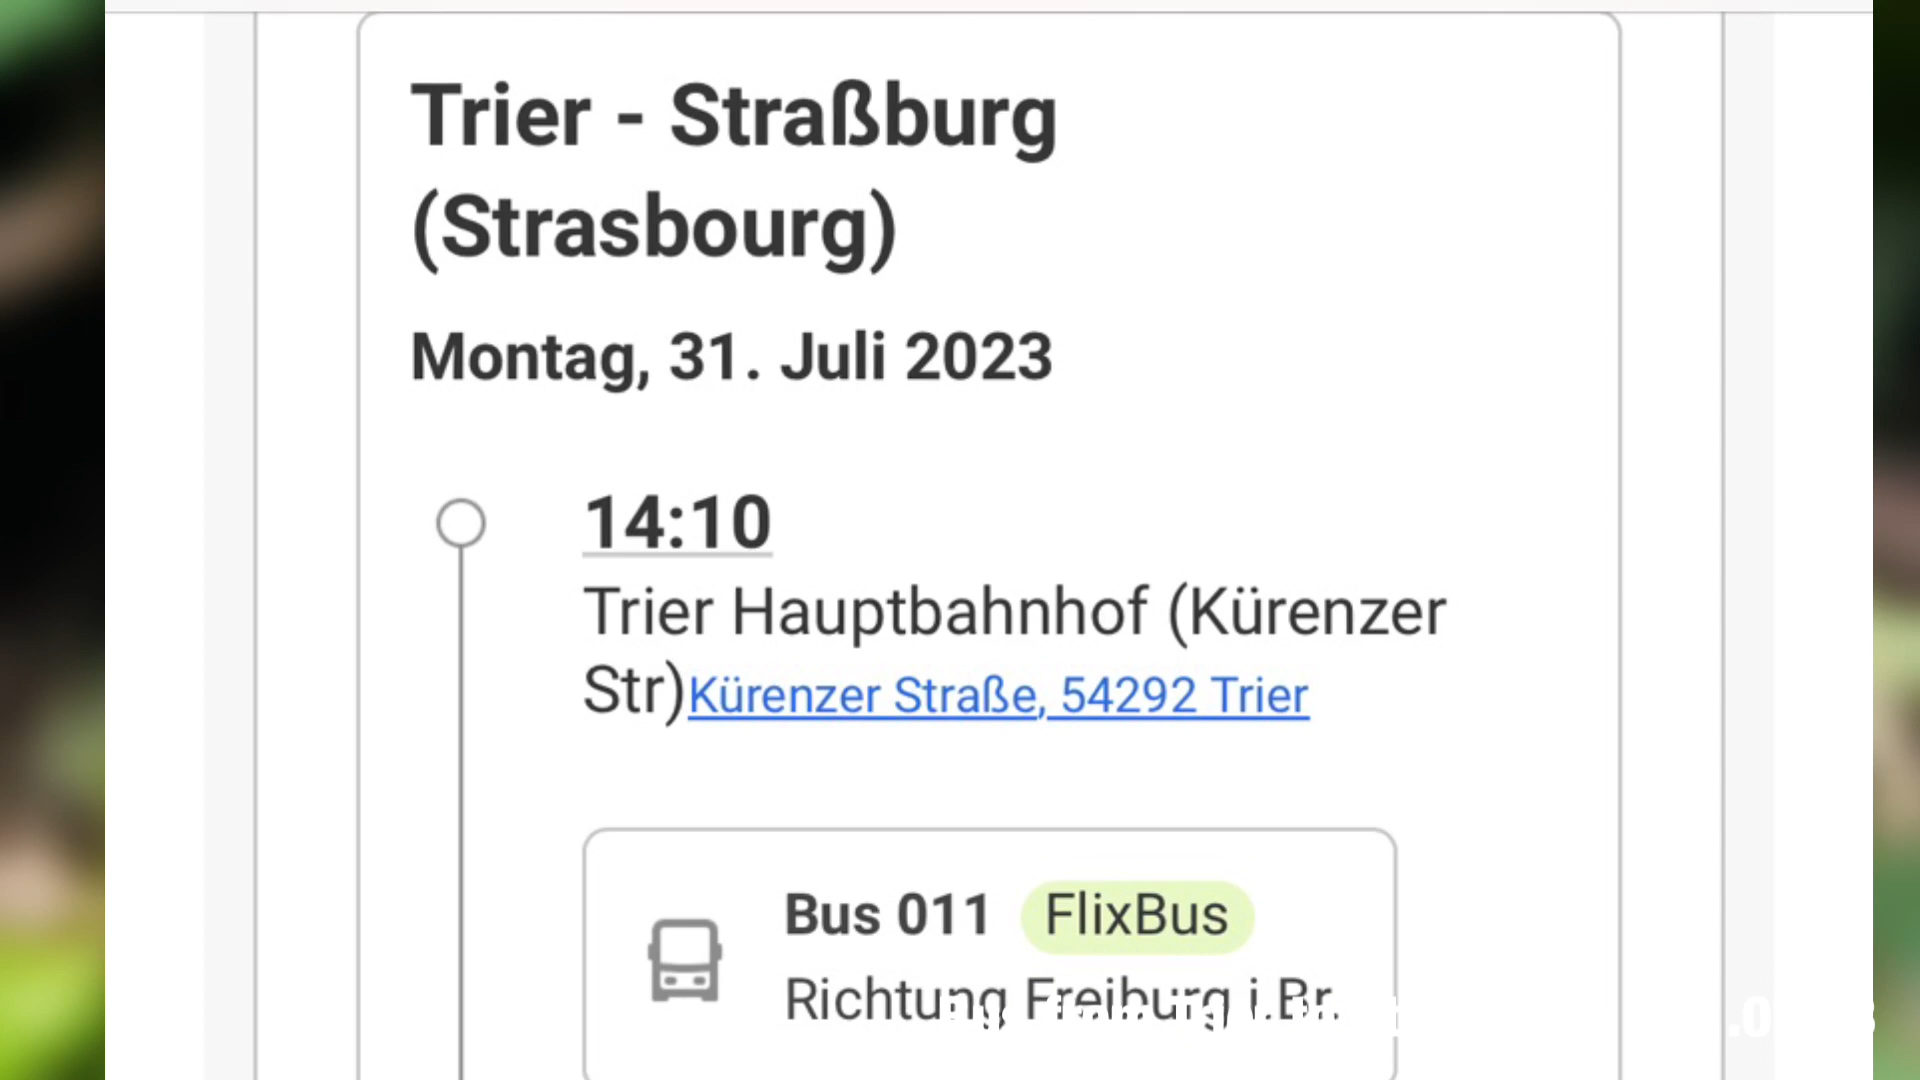 Trier - Straßburg
(Strasbourg)
Montag, 31. Juli 2023
14:10
Trier Hauptbahnhof (Kürenzer
Str)Kürenzer Straße, 54292 Trier
Bus 011 FlixBus
Richtung Freiburg i.Br.